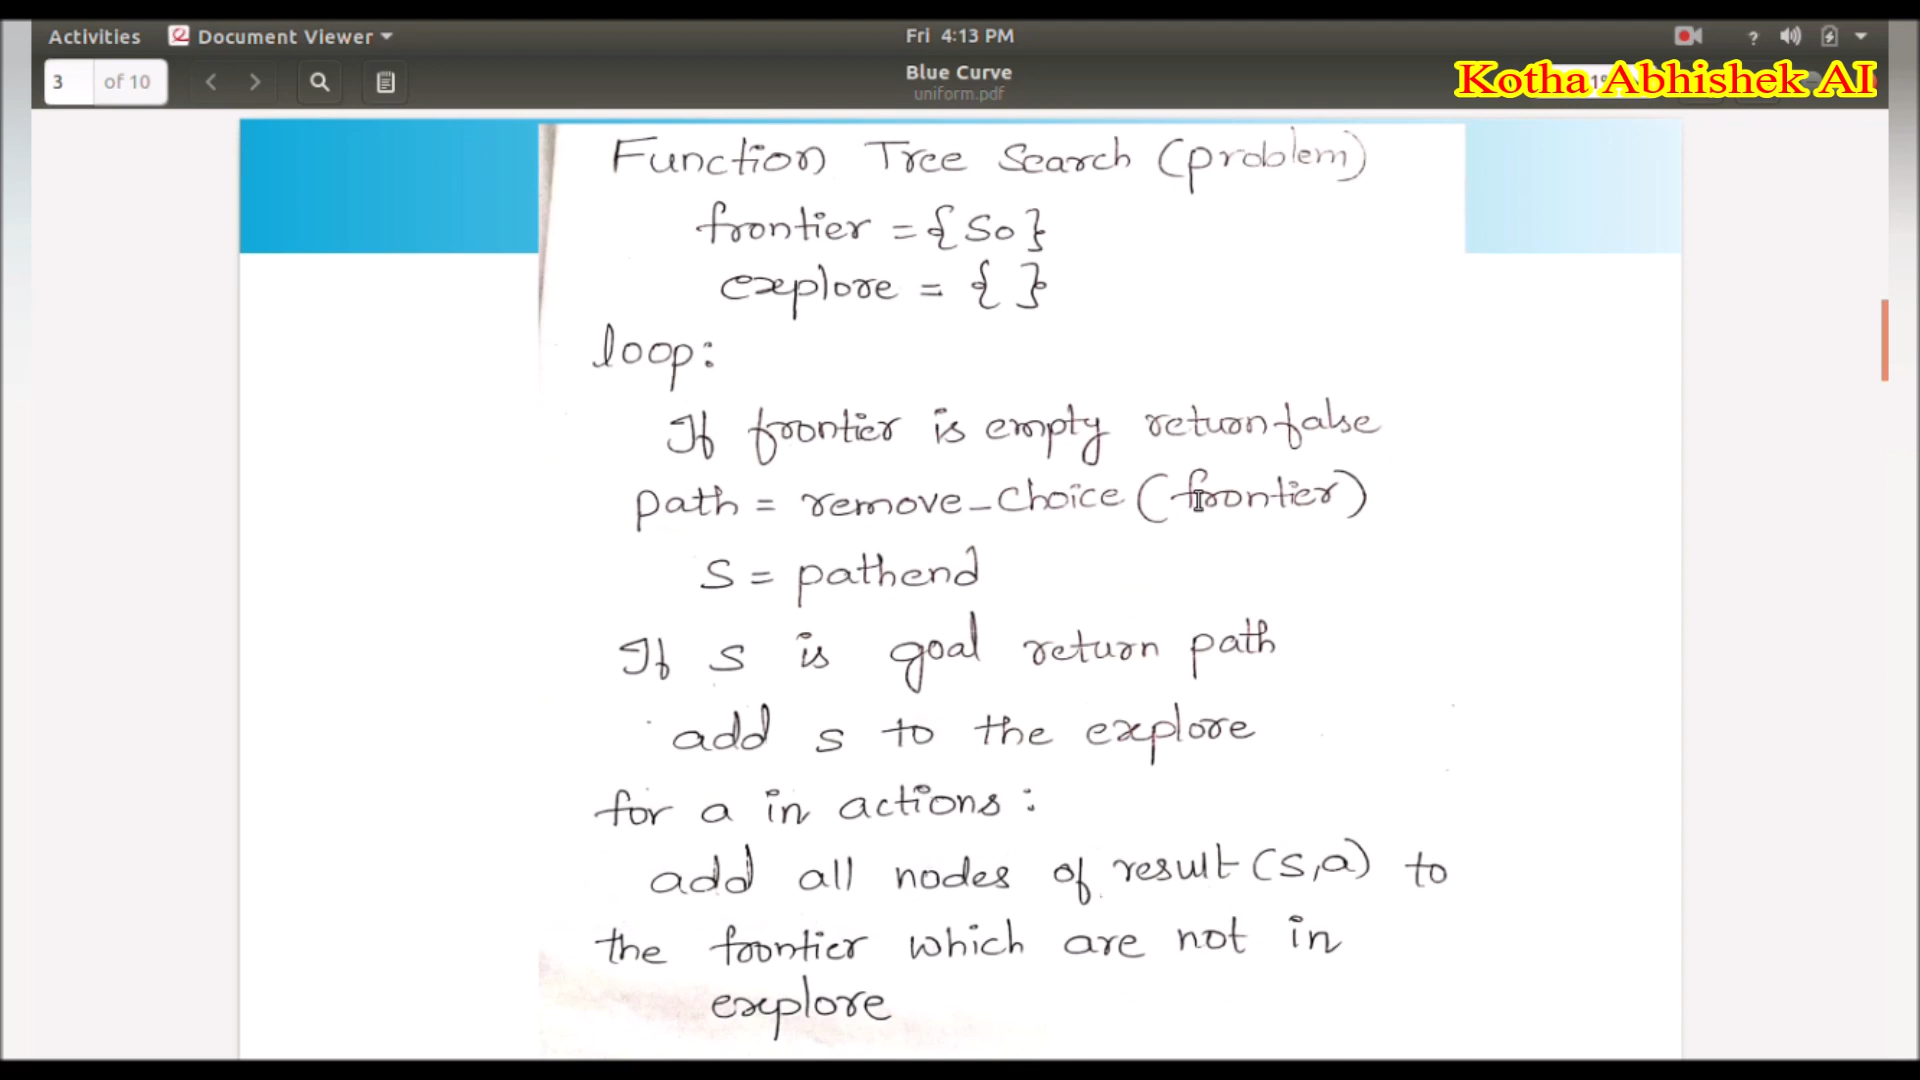 Activities Document Viewer Fri 4:13 PM ?
3 of 10 Blue Curve Kotha Abhishek AI
uniform.pdf
Function Tree Search (problem)
frontier = {So}
explore = { }
loop:
If frontier is empty return false
path = remove_choice (frontier)
S = pathend
If s is goal return path
add s to the explore
for a in actions :
add all nodes of result (s,a) to
the frontier which are not in
explore